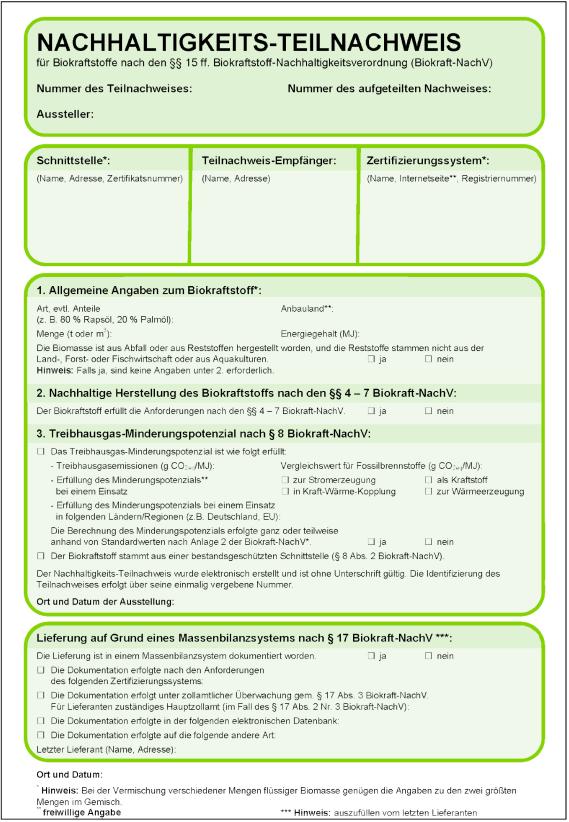 NACHHALTIGKEITS-TEILNACHWEIS
für Biokraftstoffe nach den §§ 15 ff. Biokraftstoff-Nachhaltigkeitsverordnung (Biokraft-NachV)
Nummer des Teilnachweises: Nummer des aufgeteilten Nachweises:
Aussteller:
Schnittstelle*: Teilnachweis-Empfänger: Zertifizierungssystem*:
(Name, Adresse, Zertifikatsnummer) (Name, Adresse) (Name, Internetseite**, Registriernummer)
1. Allgemeine Angaben zum Biokraftstoff*:
Art, evtl. Anteile Anbauland**:
(z. B. 80 % Rapsöl, 20 % Palmöl):
Menge (t oder m³): Energiegehalt (MJ):
Die Biomasse ist aus Abfall oder aus Reststoffen hergestellt worden, und die Reststoffe stammen nicht aus der
Land-, Forst- oder Fischwirtschaft oder aus Aquakulturen. ☐ ja ☐ nein
Hinweis: Falls ja, sind keine Angaben unter 2. erforderlich.
2. Nachhaltige Herstellung des Biokraftstoffs nach den §§ 4 – 7 Biokraft-NachV:
Der Biokraftstoff erfüllt die Anforderungen nach den §§ 4 – 7 Biokraft-NachV. ☐ ja ☐ nein
3. Treibhausgas-Minderungspotenzial nach § 8 Biokraft-NachV:
☐ Das Treibhausgas-Minderungspotenzial ist wie folgt erfüllt:
- Treibhausgasemissionen (g CO₂ₑq/MJ): Vergleichswert für Fossilbrennstoffe (g CO₂ₑq/MJ):
- Erfüllung des Minderungspotenzials** ☐ zur Stromerzeugung ☐ als Kraftstoff
bei einem Einsatz ☐ in Kraft-Wärme-Kopplung ☐ zur Wärmeerzeugung
- Erfüllung des Minderungspotenzials bei einem Einsatz
in folgenden Ländern/Regionen (z.B. Deutschland, EU):
Die Berechnung des Minderungspotenzials erfolgte ganz oder teilweise
anhand von Standardwerten nach Anlage 2 der Biokraft-NachV*. ☐ ja ☐ nein
☐ Der Biokraftstoff stammt aus einer bestandsgeschützten Schnittstelle (§ 8 Abs. 2 Biokraft-NachV).
Der Nachhaltigkeits-Teilnachweis wurde elektronisch erstellt und ist ohne Unterschrift gültig. Die Identifizierung des
Teilnachweises erfolgt über seine einmalig vergebene Nummer.
Ort und Datum der Ausstellung:
Lieferung auf Grund eines Massenbilanzsystems nach § 17 Biokraft-NachV ***:
Die Lieferung ist in einem Massenbilanzsystem dokumentiert worden. ☐ ja ☐ nein
☐ Die Dokumentation erfolgte nach den Anforderungen
des folgenden Zertifizierungssystems:
☐ Die Dokumentation erfolgt unter zollamtlicher Überwachung gem. § 17 Abs. 3 Biokraft-NachV.
Für Lieferanten zuständiges Hauptzollamt (im Fall des § 17 Abs. 2 Nr. 3 Biokraft-NachV):
☐ Die Dokumentation erfolgte in der folgenden elektronischen Datenbank:
☐ Die Dokumentation erfolgte auf die folgende andere Art:
Letzter Lieferant (Name, Adresse):
Ort und Datum:
* Hinweis: Bei der Vermischung verschiedener Mengen flüssiger Biomasse genügen die Angaben zu den zwei größten
Mengen im Gemisch.
** freiwillige Angabe *** Hinweis: auszufüllen vom letzten Lieferanten